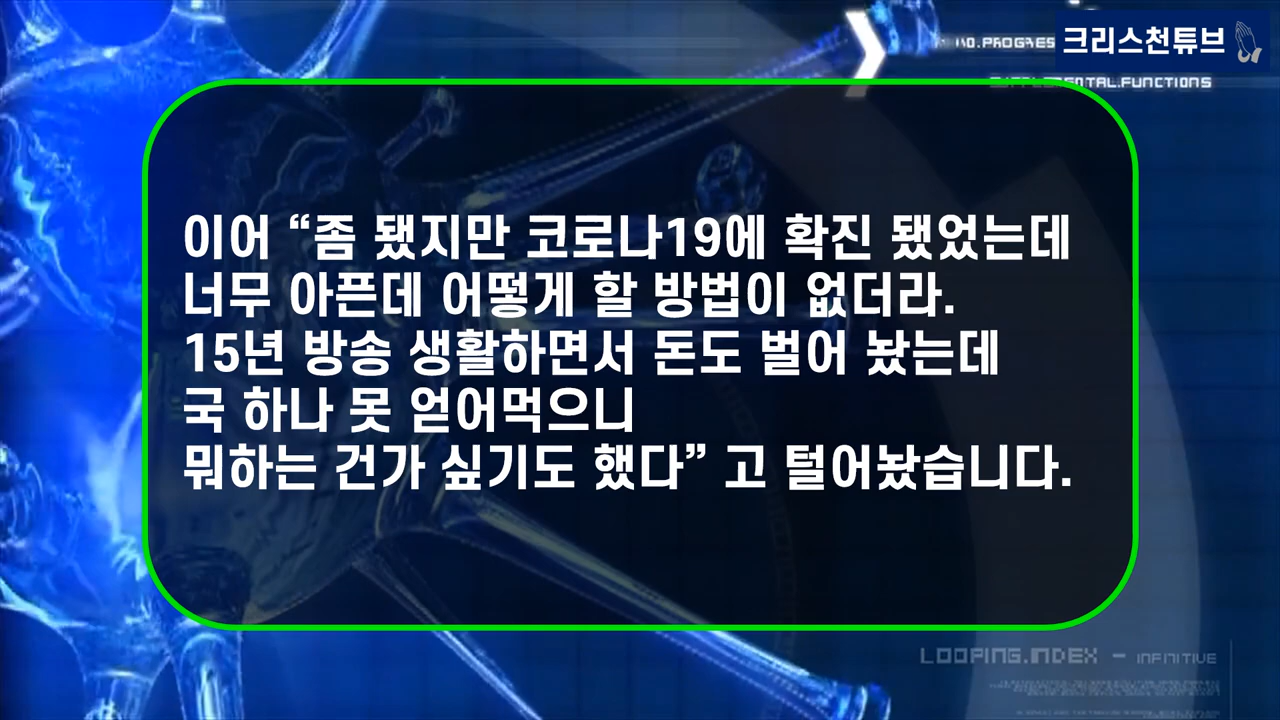 크리스천튜브
이어 “좀 됐지만 코로나19에 확진 됐었는데
너무 아픈데 어떻게 할 방법이 없더라.
15년 방송 생활하면서 돈도 벌어 놨는데
국 하나 못 얻어먹으니
뭐하는 건가 싶기도 했다” 고 털어놨습니다.
LOOPING.INDEX - INFINITIVE